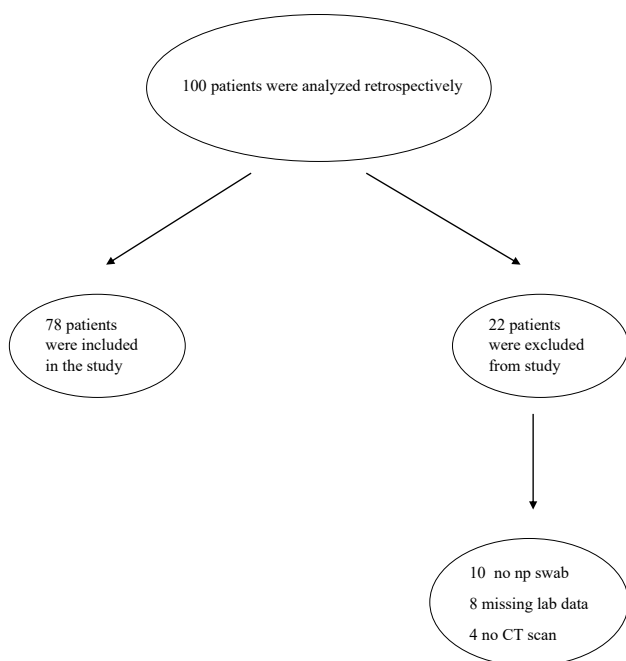 100 patients were analyzed retrospectively
78 patients
were included
in the study
22 patients
were excluded
from study
10 no np swab
8 missing lab data
4 no CT scan